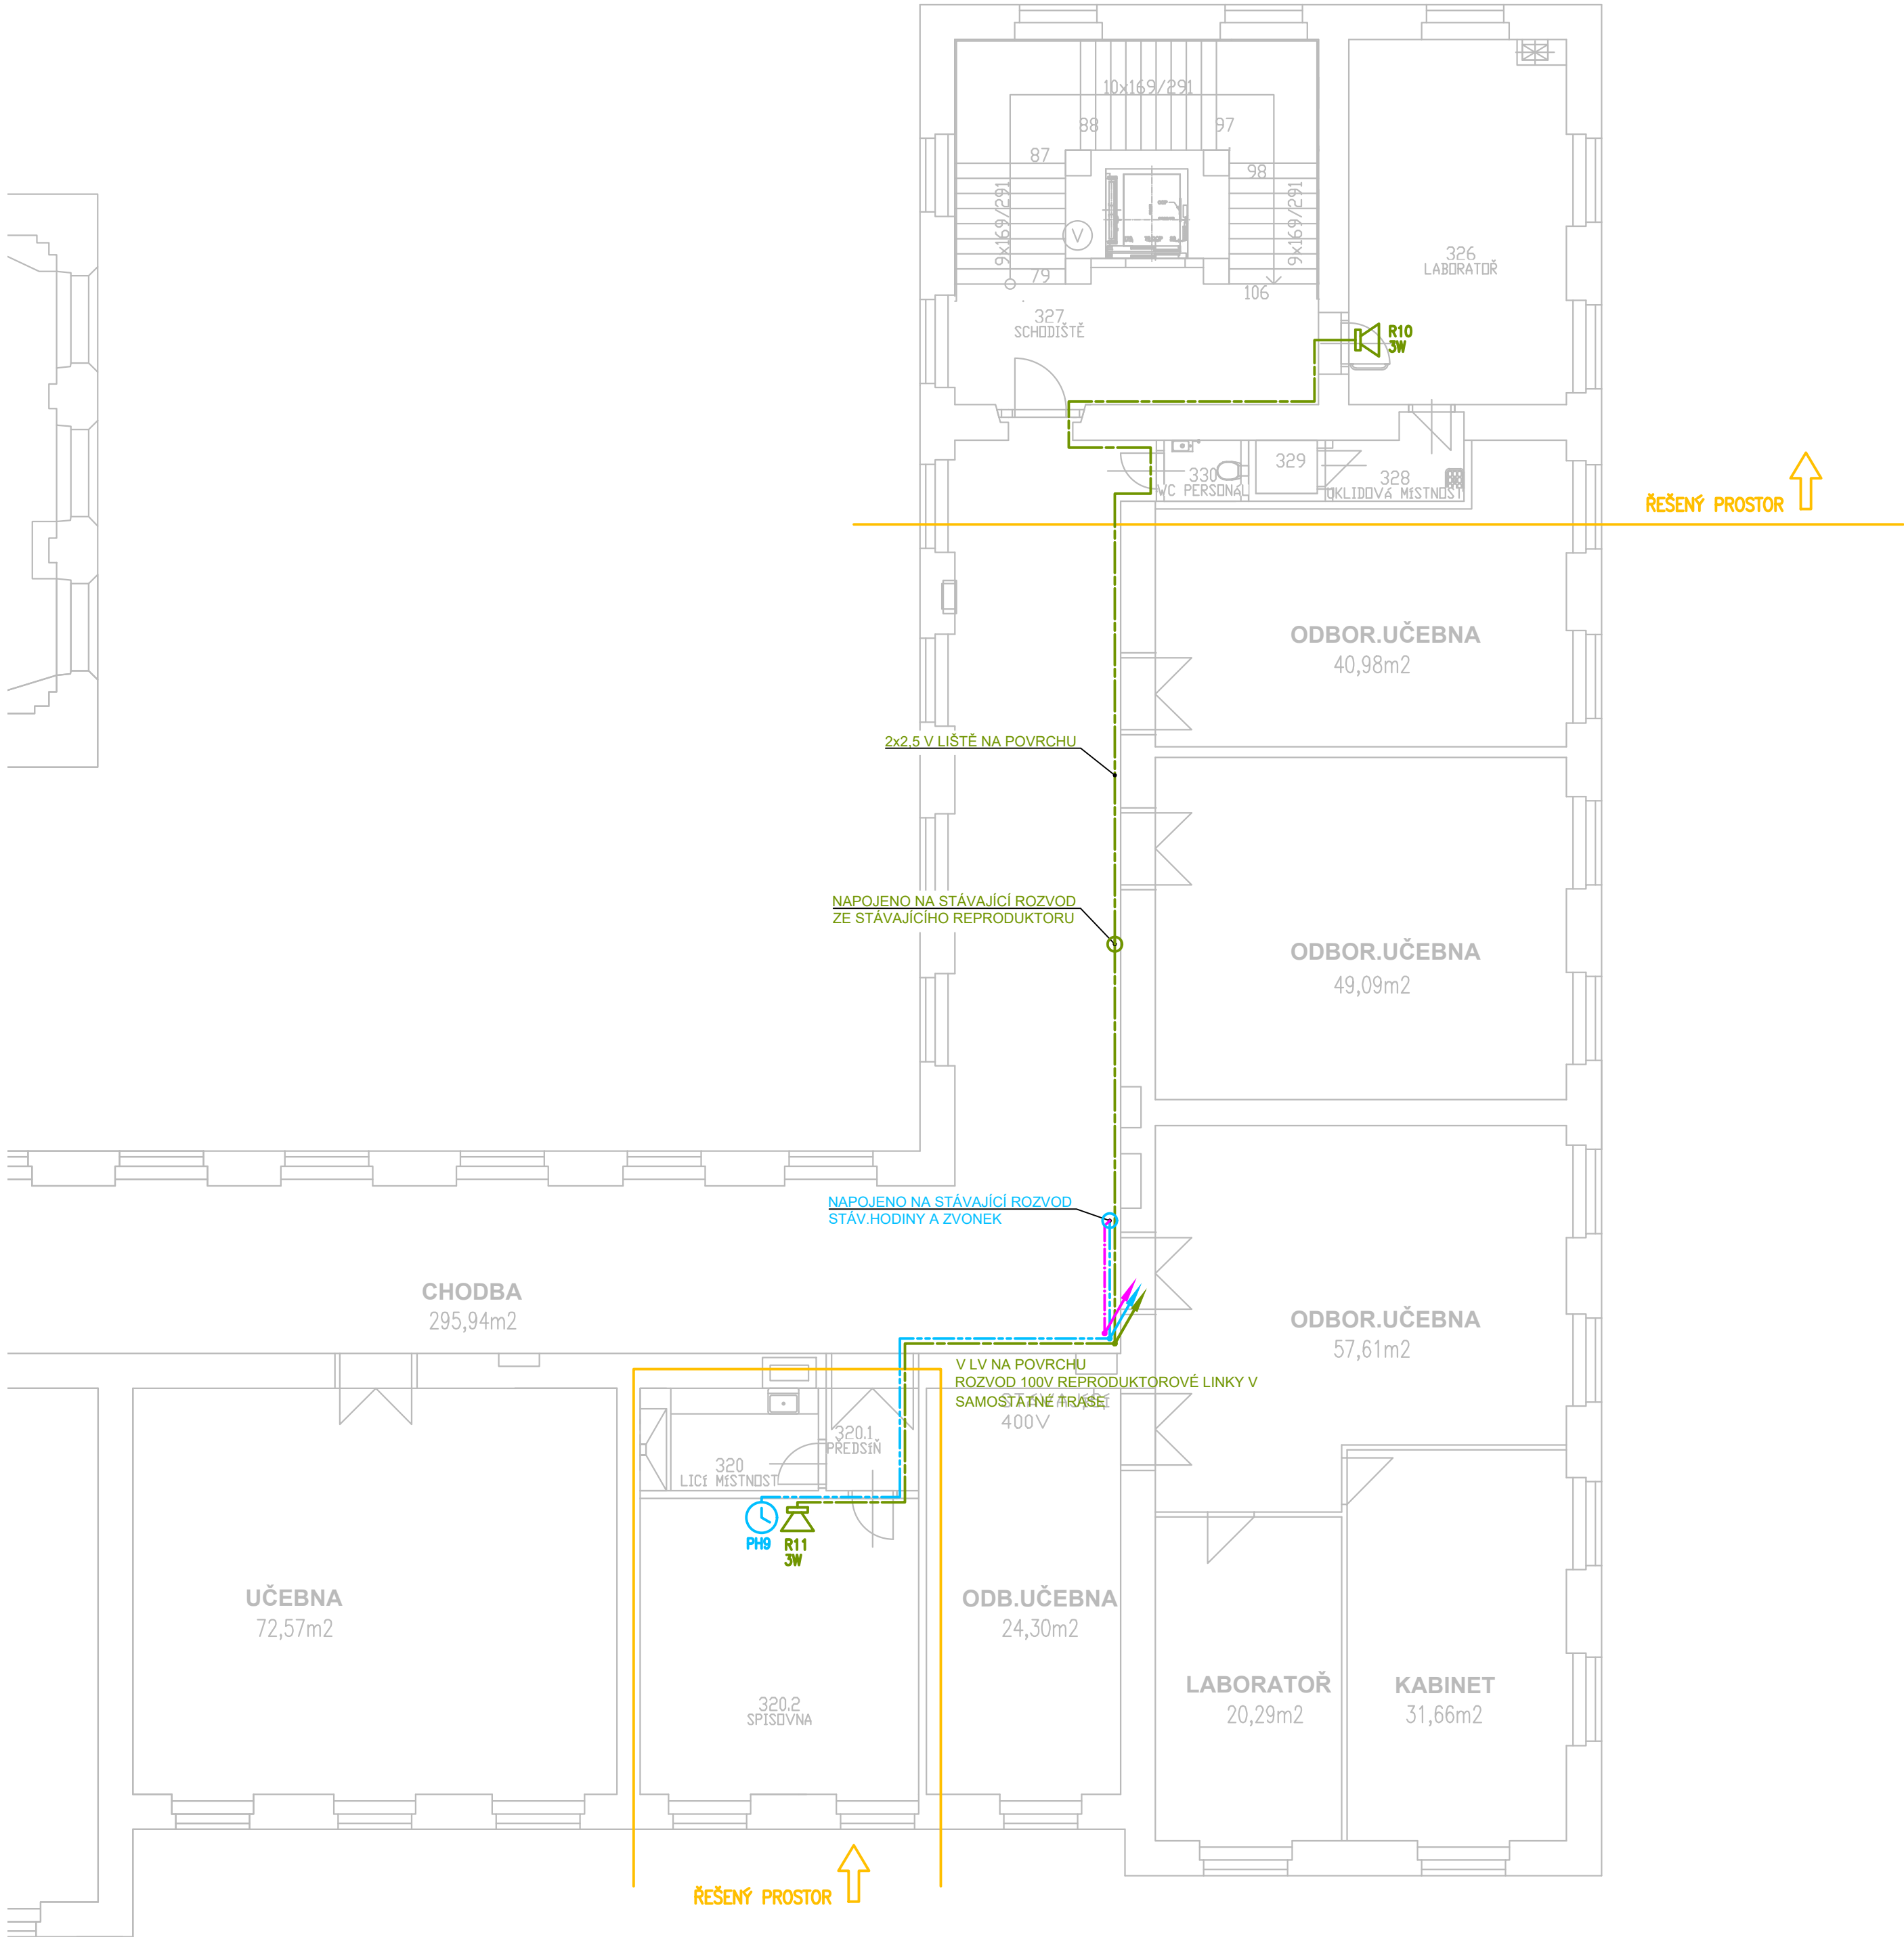 10x169/291
88
97
87
98
9x169/291
9x169/291
V
79
106
326
LABORATOŘ
327
SCHODIŠTĚ
R10
3W
330
WC PERSONÁL
329
328
ÚKLIDOVÁ MÍSTNOST
ŘEŠENÝ PROSTOR
ODBOR.UČEBNA
40,98m2
2x2,5 V LIŠTĚ NA POVRCHU
NAPOJENO NA STÁVAJÍCÍ ROZVOD
ZE STÁVAJÍCÍHO REPRODUKTORU
ODBOR.UČEBNA
49,09m2
NAPOJENO NA STÁVAJÍCÍ ROZVOD
STÁV.HODINY A ZVONEK
CHODBA
295,94m2
ODBOR.UČEBNA
57,61m2
V LV NA POVRCHU
ROZVOD 100V REPRODUKTOROVÉ LINKY V
SAMOSTATNÉ TRASE
400V
320.1
PŘEDSÍŇ
320
LICÍ MÍSTNOST
PH9
R11
3W
UČEBNA
72,57m2
ODB.UČEBNA
24,30m2
320.2
SPISOVNA
LABORATOŘ
20,29m2
KABINET
31,66m2
ŘEŠENÝ PROSTOR